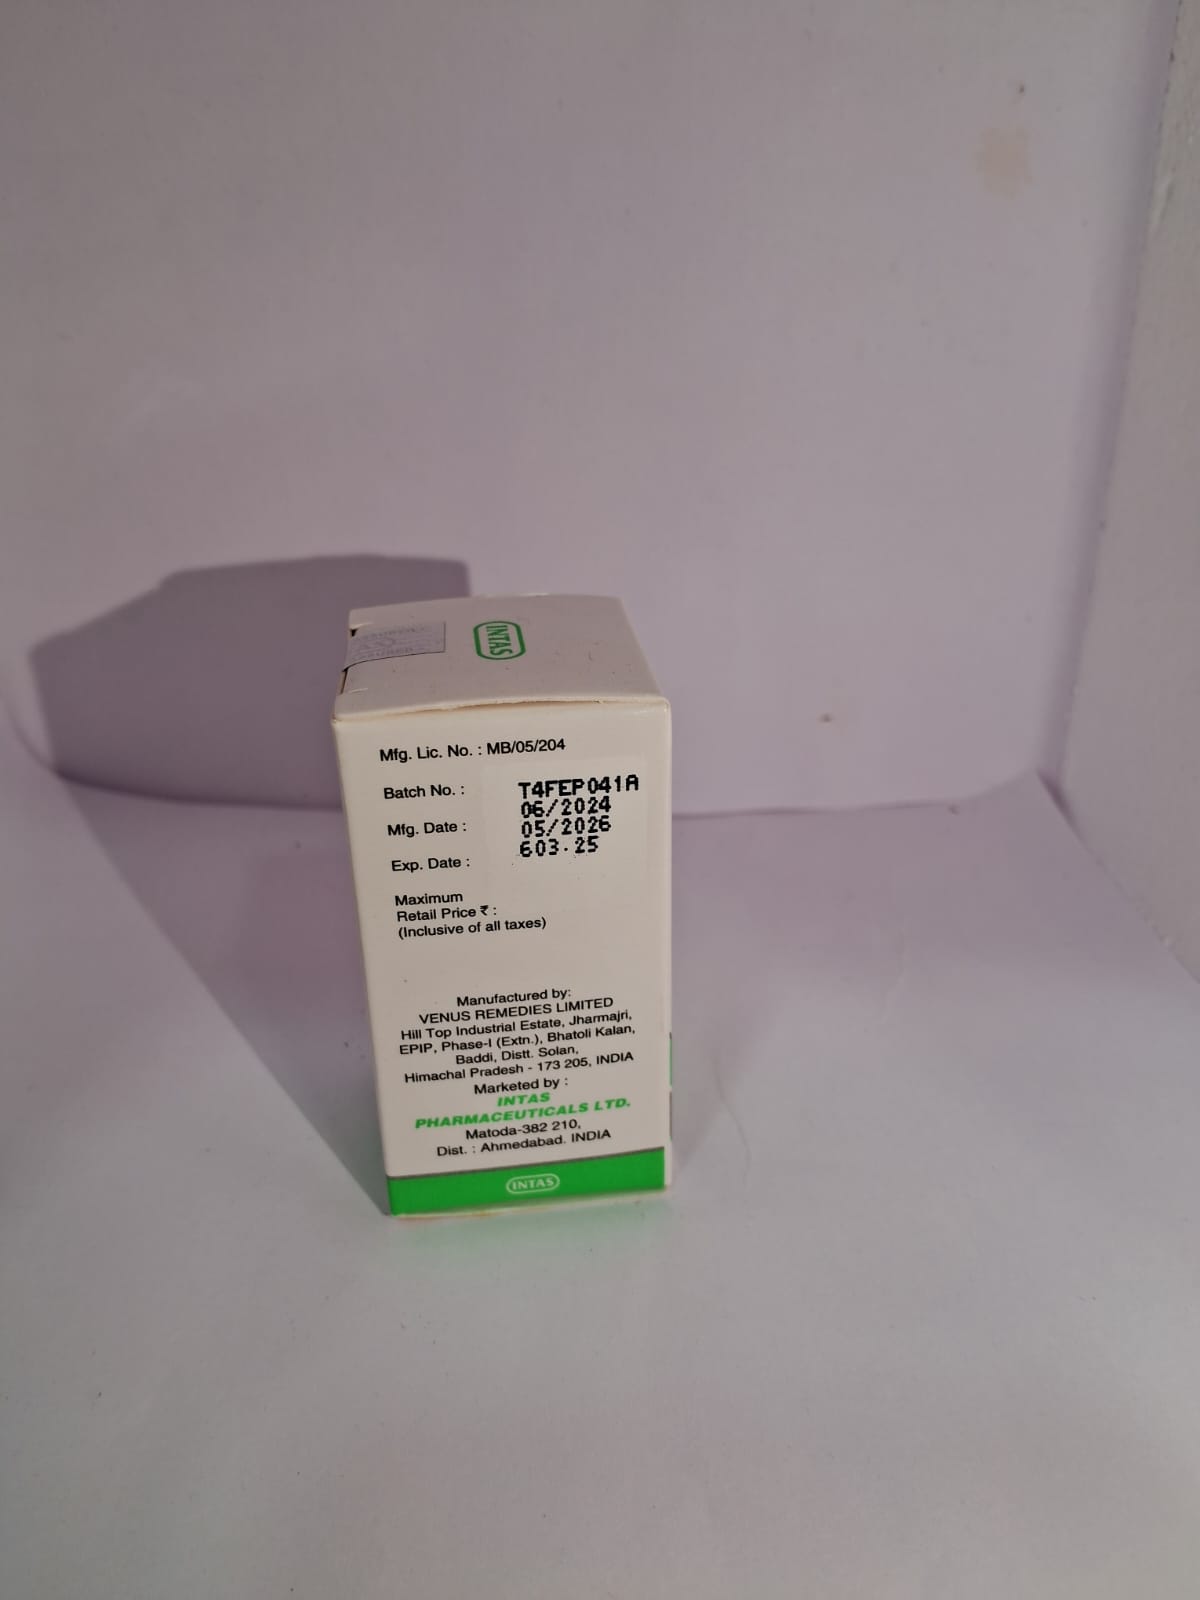 INTAS
Mfg. Lic. No. : MB/05/204
Batch No. : T4FEP041A
Mfg. Date : 06/2024
Exp. Date : 05/2026
603.25
Maximum
Retail Price ₹ :
(Inclusive of all taxes)
Manufactured by:
VENUS REMEDIES LIMITED
Hill Top Industrial Estate, Jharmajri,
EPIP, Phase-I (Extn.), Bhatoli Kalan,
Baddi, Distt. Solan,
Himachal Pradesh - 173 205, INDIA
Marketed by :
INTAS
PHARMACEUTICALS LTD.
Matoda-382 210,
Dist. : Ahmedabad. INDIA
INTAS